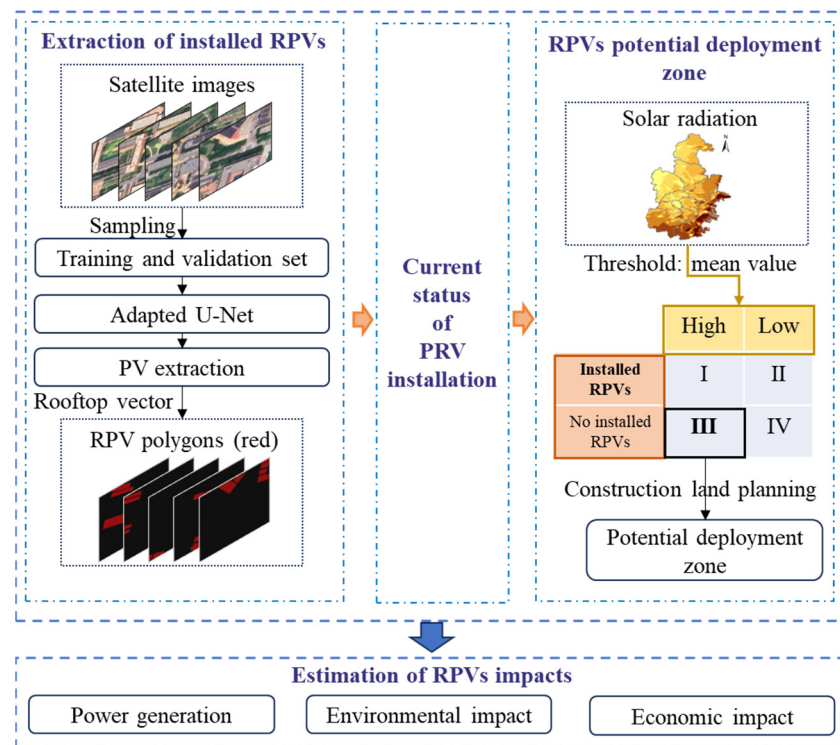 Extraction of installed RPVs
Satellite images
Sampling
Training and validation set
Adapted U-Net
PV extraction
Rooftop vector
RPV polygons (red)
Current
status
of
PRV
installation
RPVs potential deployment
zone
Solar radiation
N
Threshold: mean value
High Low
Installed
RPVs
I II
No installed
RPVs
III IV
Construction land planning
Potential deployment
zone
Estimation of RPVs impacts
Power generation
Environmental impact
Economic impact